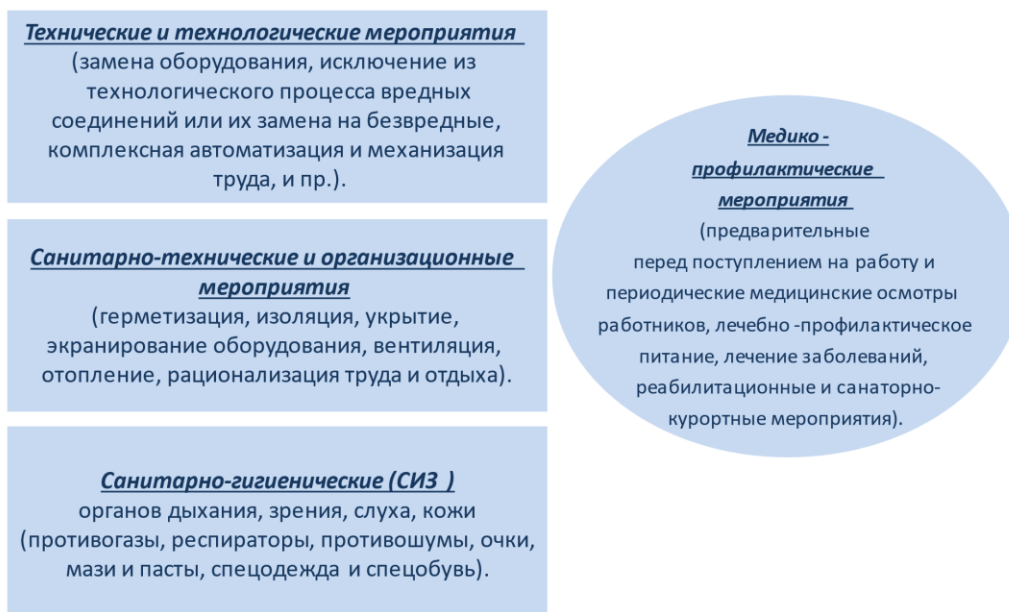 Технические и технологические мероприятия
(замена оборудования, исключение из
технологического процесса вредных
соединений или их замена на безвредные,
комплексная автоматизация и механизация
труда, и пр.).
Санитарно-технические и организационные
мероприятия
(герметизация, изоляция, укрытие,
экранирование оборудования, вентиляция,
отопление, рационализация труда и отдыха).
Санитарно-гигиенические (СИЗ )
органов дыхания, зрения, слуха, кожи
(противогазы, респираторы, противошумы, очки,
мази и пасты, спецодежда и спецобувь).
Медико -
профилактические
мероприятия
(предварительные
перед поступлением на работу и
периодические медицинские осмотры
работников, лечебно -профилактическое
питание, лечение заболеваний,
реабилитационные и санаторно-
курортные мероприятия).